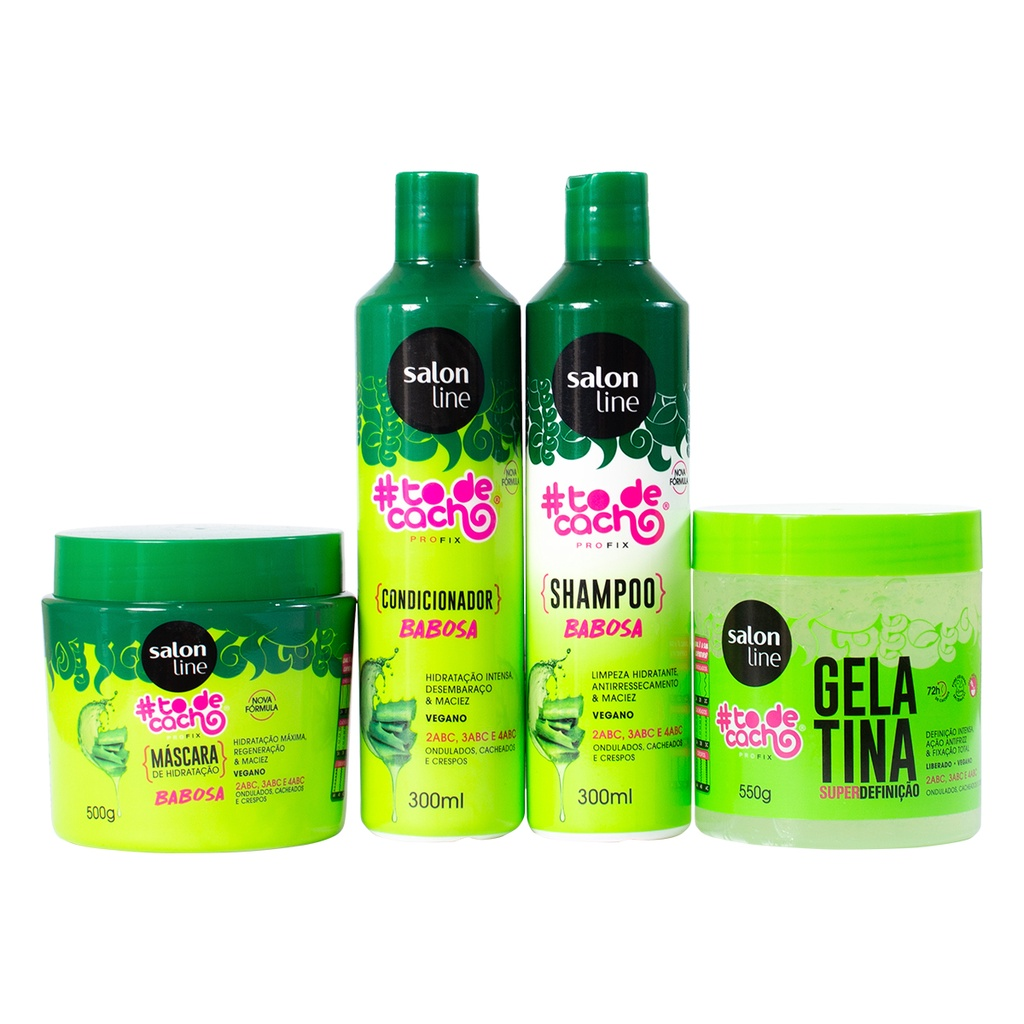 salon
line
#to.de
cacho
PROFIX
NOVA
FÓRMULA
MÁSCARA
DE HIDRATAÇÃO
BABOSA
HIDRATAÇÃO MÁXIMA,
REGENERAÇÃO
& MACIEZ
VEGANO
2ABC, 3ABC E 4ABC
ONDULADOS, CACHEADOS
E CRESPOS
500g
salon
line
#to.de
cacho®
PROFIX
NOVA
FÓRMULA
{CONDICIONADOR}
BABOSA
HIDRATAÇÃO INTENSA,
DESEMBARAÇO
& MACIEZ
VEGANO
2ABC, 3ABC E 4ABC
ONDULADOS, CACHEADOS
E CRESPOS
300ml
salon
line
#to.de
cacho®
PROFIX
NOVA
FÓRMULA
{SHAMPOO}
BABOSA
LIMPEZA HIDRATANTE,
ANTIRRESSECAMENTO
& MACIEZ
VEGANO
2ABC, 3ABC E 4ABC
ONDULADOS, CACHEADOS
E CRESPOS
300ml
salon
line
#to.de
cacho®
PROFIX
550g
GELA
TINA
SUPERDEFINIÇÃO
72h
DEFINIÇÃO INTENSA,
AÇÃO ANTIFRIZZ
& FIXAÇÃO TOTAL
LIBERADO • VEGANO
2ABC, 3ABC E 4ABC
ONDULADOS, CACHEADOS
E CRESPOS